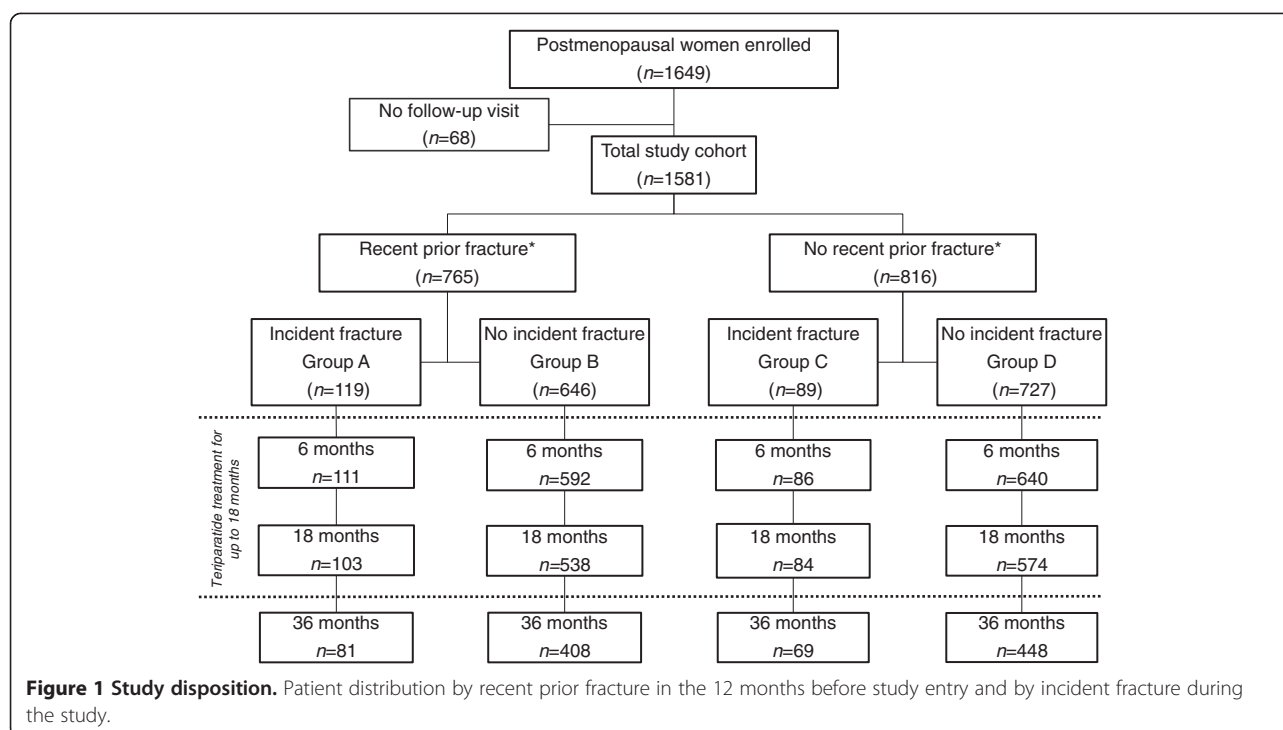 Postmenopausal women enrolled
(n=1649)
No follow-up visit
(n=68)
Total study cohort
(n=1581)
Recent prior fracture*
(n=765)
No recent prior fracture*
(n=816)
Incident fracture
Group A
(n=119)
No incident fracture
Group B
(n=646)
Incident fracture
Group C
(n=89)
No incident fracture
Group D
(n=727)
Teriparatide treatment for
up to 18 months
6 months
n=111
6 months
n=592
6 months
n=86
6 months
n=640
18 months
n=103
18 months
n=538
18 months
n=84
18 months
n=574
36 months
n=81
36 months
n=408
36 months
n=69
36 months
n=448
Figure 1 Study disposition. Patient distribution by recent prior fracture in the 12 months before study entry and by incident fracture during
the study.